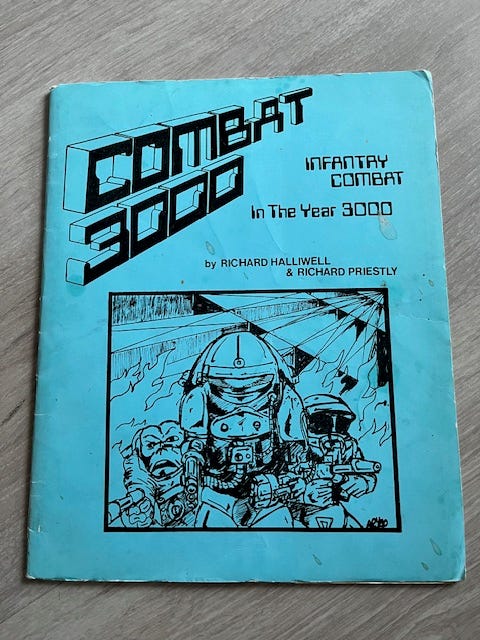 COMBAT
3000
INFANTRY
COMBAT
In The Year 3000
by RICHARD HALLIWELL
& RICHARD PRIESTLY